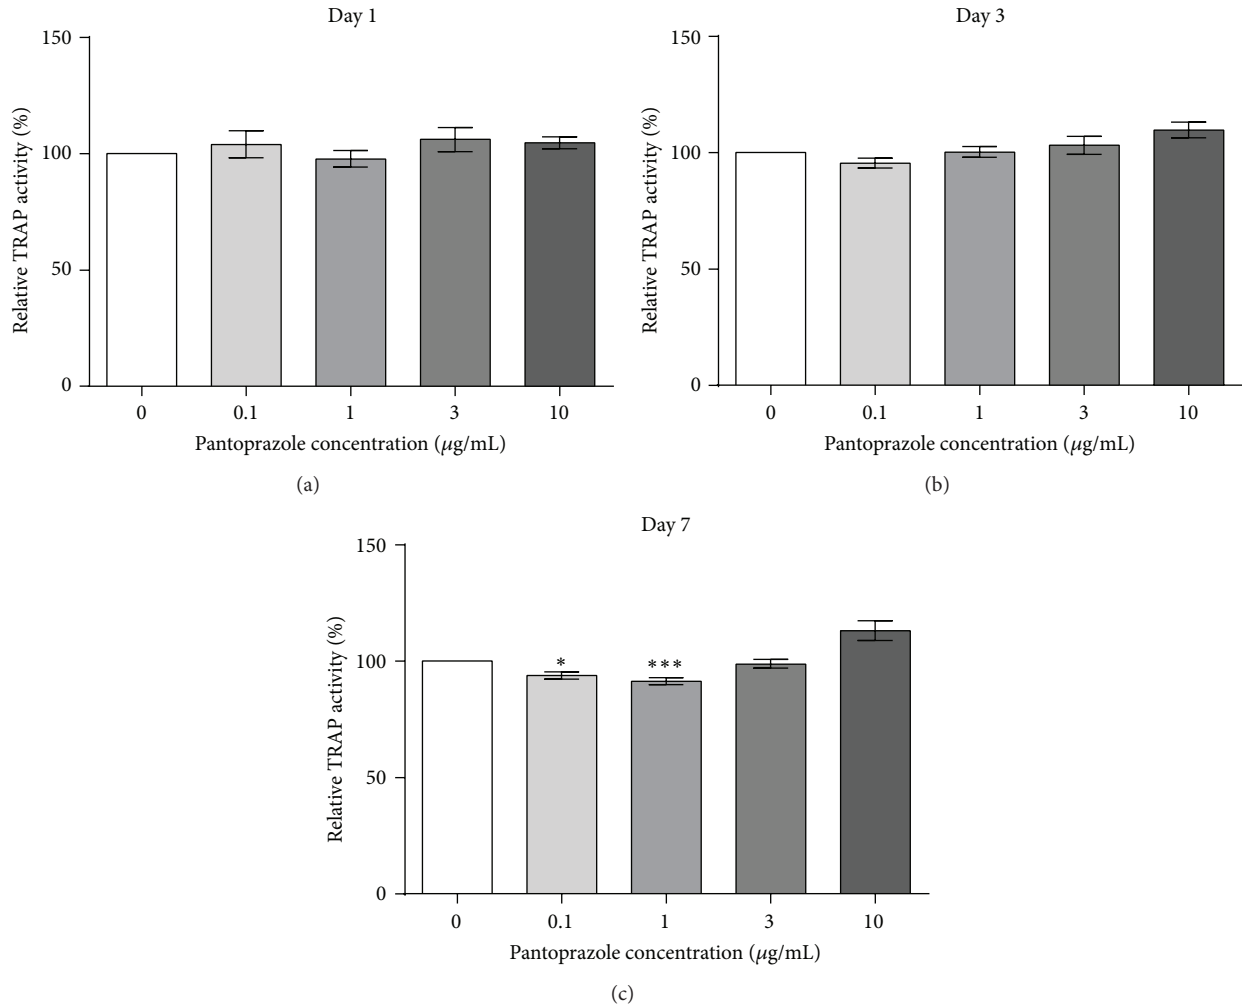 Day 1
Relative TRAP activity (%)
150
100
50
0
0 0.1 1 3 10
Pantoprazole concentration (μg/mL)
(a)
Day 3
Relative TRAP activity (%)
150
100
50
0
0 0.1 1 3 10
Pantoprazole concentration (μg/mL)
(b)
Day 7
Relative TRAP activity (%)
150
100
50
0
* ***
0 0.1 1 3 10
Pantoprazole concentration (μg/mL)
(c)